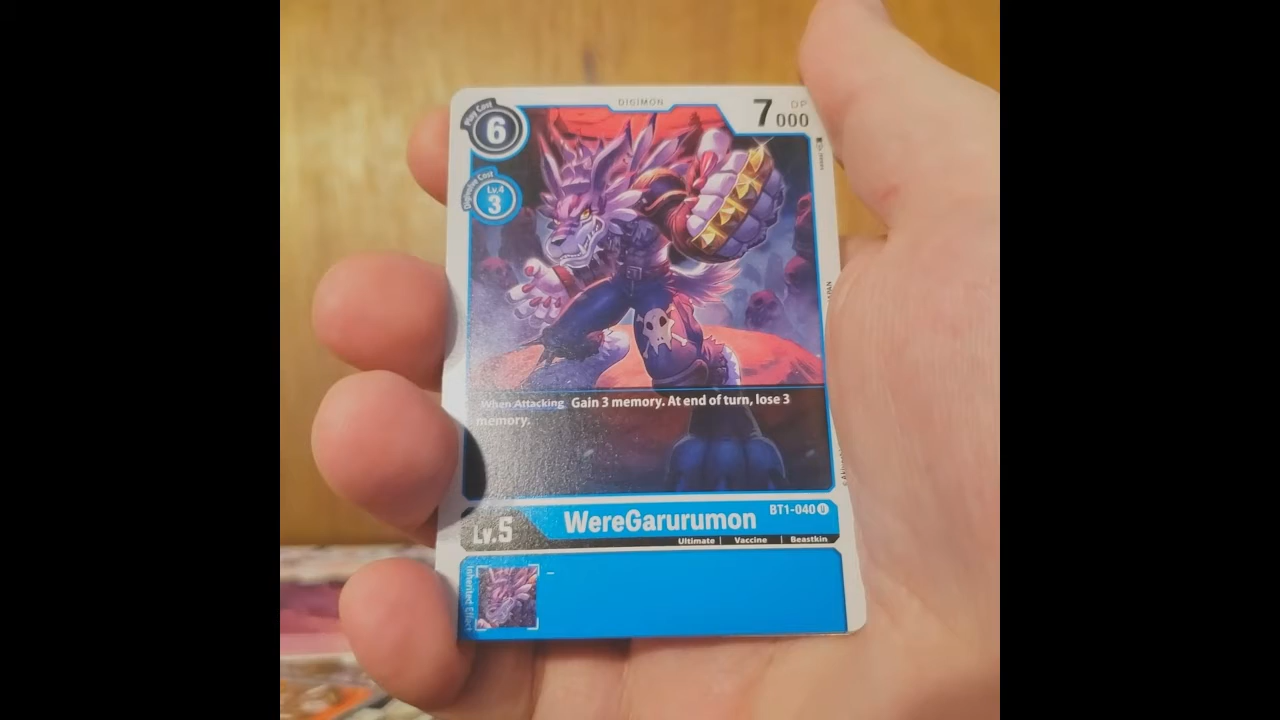 DIGIMON
Play Cost
6
7000
DP
Digivolve Cost
Lv.4
3
When Attacking Gain 3 memory. At end of turn, lose 3
memory.
BT1-040 U
Lv.5
WereGarurumon
Ultimate | Vaccine | Beastkin
Inherited Effect
-